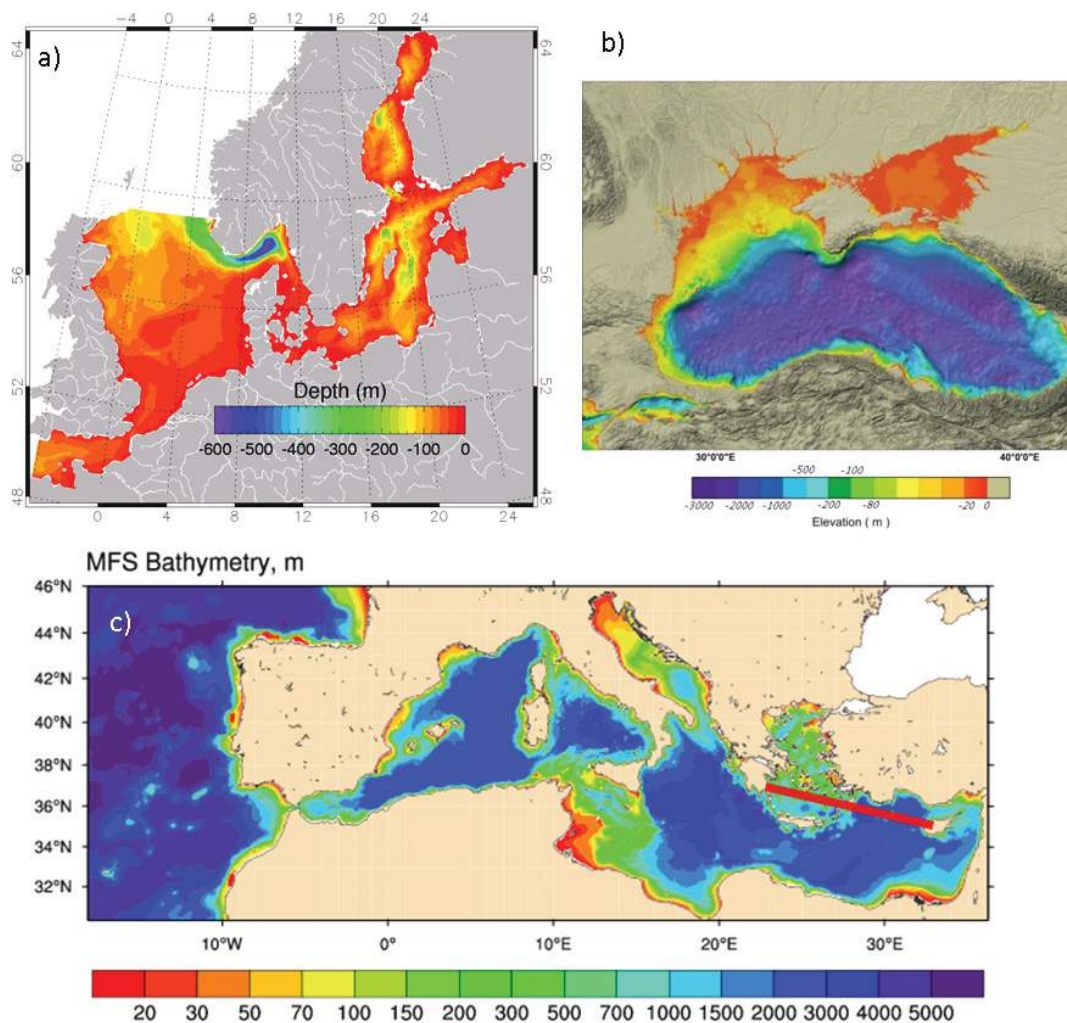 -4 0 4 8 12 16 20 24
a)
64 64
60 60
56 56
52 52
48 48
Depth (m)
-600 -500 -400 -300 -200 -100 0
0 4 8 12 16 20 24
b)
30°0'0"E 40°0'0"E
-500 -100
-3000 -2000 -1000 -200 -80 -20 0
Elevation ( m )
MFS Bathymetry, m
c)
46°N
44°N
42°N
40°N
38°N
36°N
34°N
32°N
10°W 0° 10°E 20°E 30°E
20 30 50 70 100 150 200 300 500 700 1000 1500 2000 3000 4000 5000